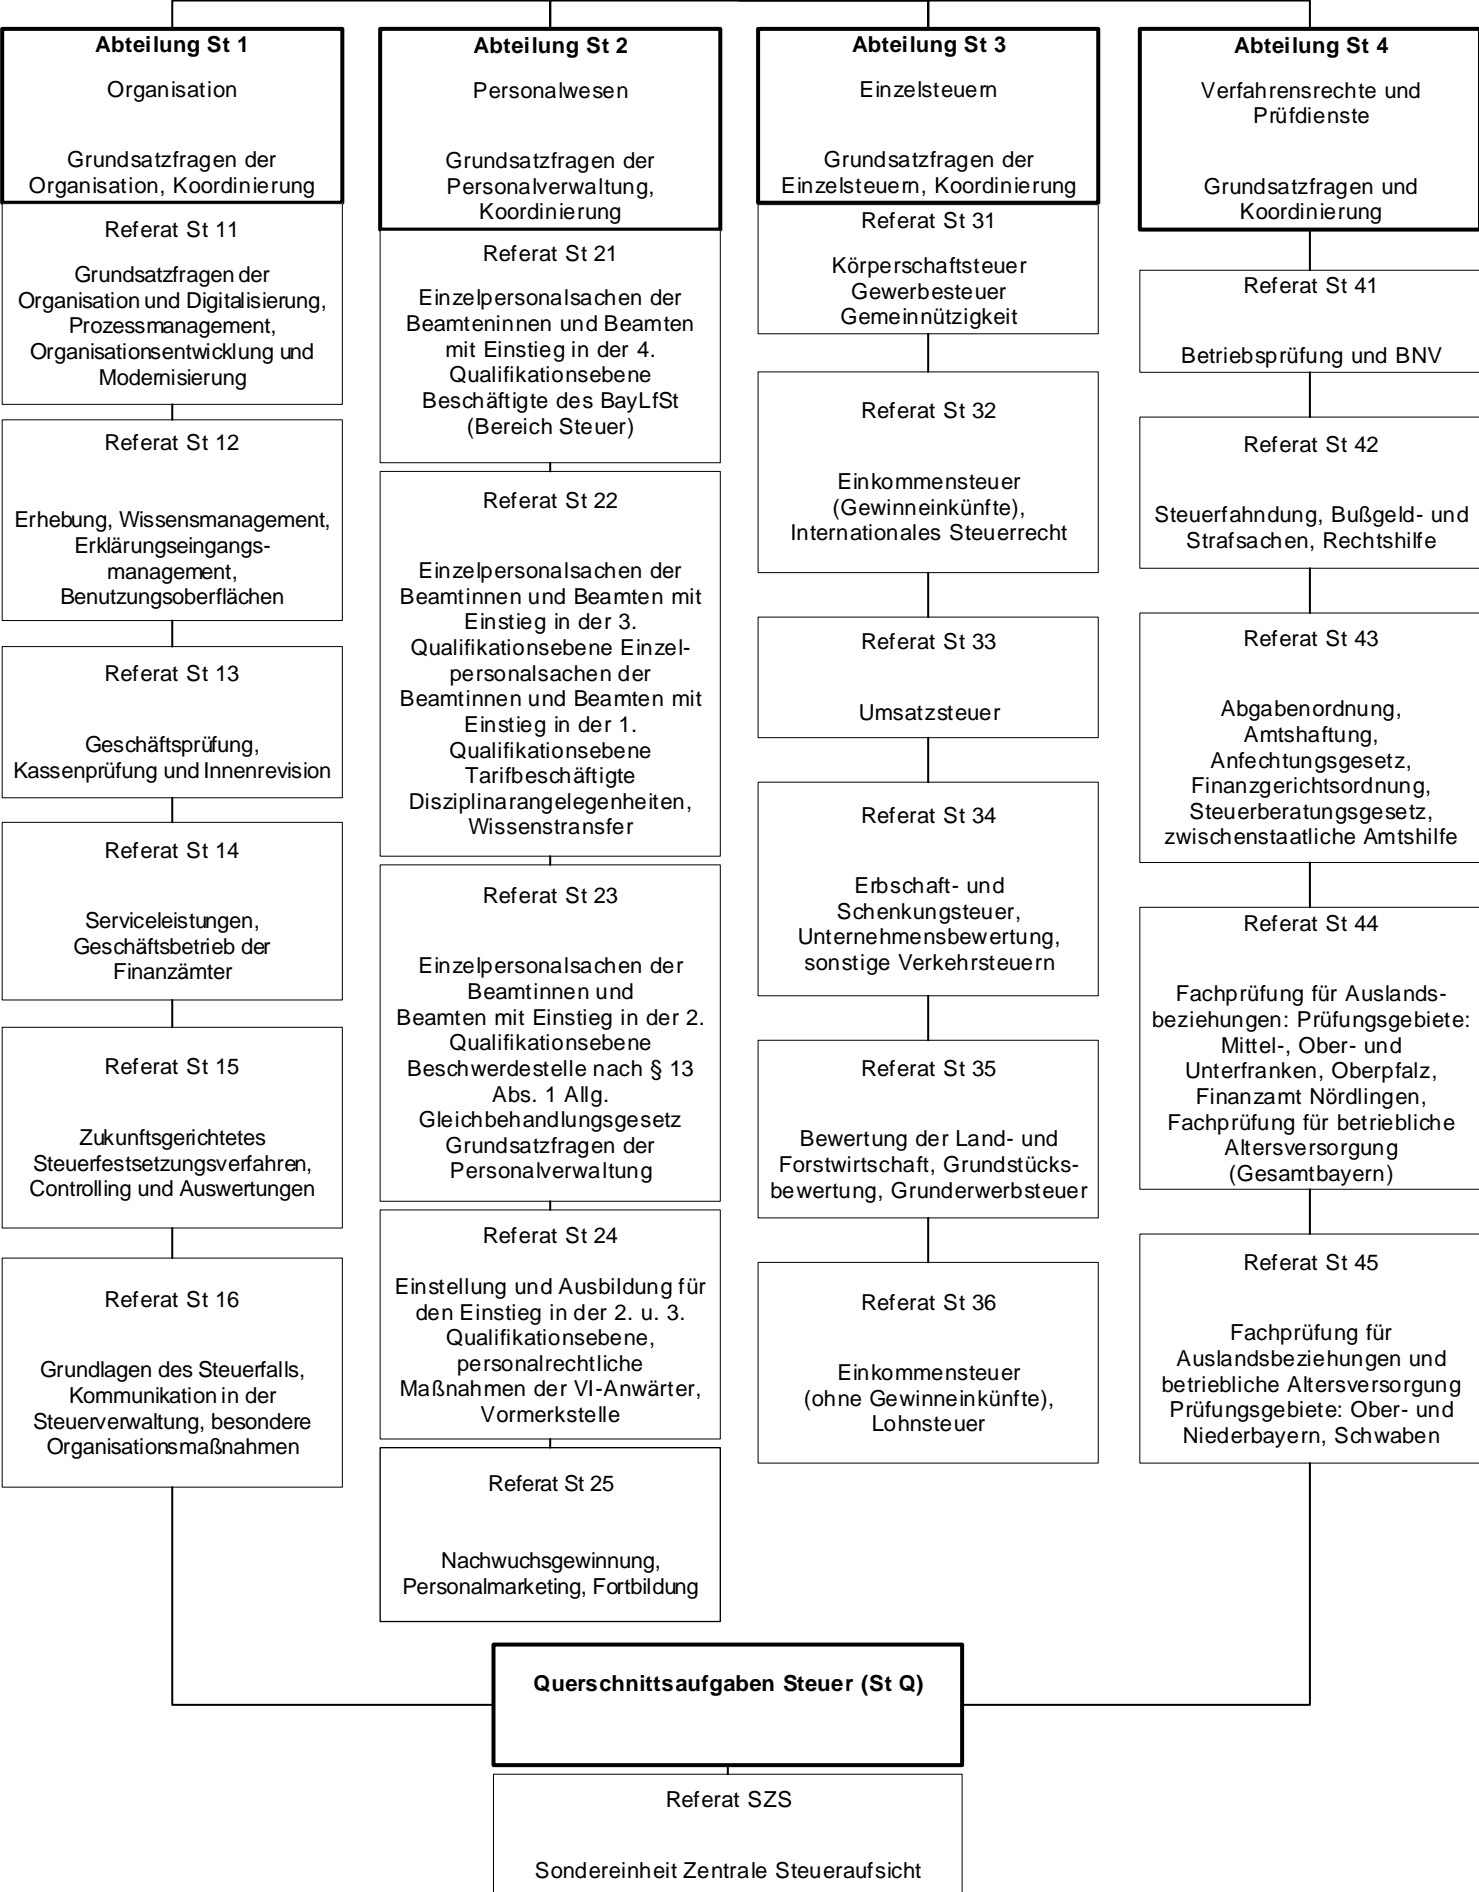 Abteilung St 1
Organisation
Grundsatzfragen der
Organisation, Koordinierung
Referat St 11
Grundsatzfragen der
Organisation und Digitalisierung,
Prozessmanagement,
Organisationsentwicklung und
Modernisierung
Referat St 12
Erhebung, Wissensmanagement,
Erklärungseingangs-
management,
Benutzungsoberflächen
Referat St 13
Geschäftsprüfung,
Kassenprüfung und Innenrevision
Referat St 14
Serviceleistungen,
Geschäftsbetrieb der
Finanzämter
Referat St 15
Zukunftsgerichtetes
Steuerfestsetzungsverfahren,
Controlling und Auswertungen
Referat St 16
Grundlagen des Steuerfalls,
Kommunikation in der
Steuerverwaltung, besondere
Organisationsmaßnahmen
Abteilung St 2
Personalwesen
Grundsatzfragen der
Personalverwaltung,
Koordinierung
Referat St 21
Einzelpersonalsachen der
Beamteninnen und Beamten
mit Einstieg in der 4.
Qualifikationsebene
Beschäftigte des BayLfSt
(Bereich Steuer)
Referat St 22
Einzelpersonalsachen der
Beamtinnen und Beamten mit
Einstieg in der 3.
Qualifikationsebene Einzel-
personalsachen der
Beamtinnen und Beamten mit
Einstieg in der 1.
Qualifikationsebene
Tarifbeschäftigte
Disziplinarangelegenheiten,
Wissenstransfer
Referat St 23
Einzelpersonalsachen der
Beamtinnen und
Beamten mit Einstieg in der 2.
Qualifikationsebene
Beschwerdestelle nach § 13
Abs. 1 Allg.
Gleichbehandlungsgesetz
Grundsatzfragen der
Personalverwaltung
Referat St 24
Einstellung und Ausbildung für
den Einstieg in der 2. u. 3.
Qualifikationsebene,
personalrechtliche
Maßnahmen der VI-Anwärter,
Vormerkstelle
Referat St 25
Nachwuchsgewinnung,
Personalmarketing, Fortbildung
Abteilung St 3
Einzelsteuern
Grundsatzfragen der
Einzelsteuern, Koordinierung
Referat St 31
Körperschaftsteuer
Gewerbesteuer
Gemeinnützigkeit
Referat St 32
Einkommensteuer
(Gewinneinkünfte),
Internationales Steuerrecht
Referat St 33
Umsatzsteuer
Referat St 34
Erbschaft- und
Schenkungsteuer,
Unternehmensbewertung,
sonstige Verkehrsteuern
Referat St 35
Bewertung der Land- und
Forstwirtschaft, Grundstücks-
bewertung, Grunderwerbsteuer
Referat St 36
Einkommensteuer
(ohne Gewinneinkünfte),
Lohnsteuer
Abteilung St 4
Verfahrensrechte und
Prüfdienste
Grundsatzfragen und
Koordinierung
Referat St 41
Betriebsprüfung und BNV
Referat St 42
Steuerfahndung, Bußgeld- und
Strafsachen, Rechtshilfe
Referat St 43
Abgabenordnung,
Amtshaftung,
Anfechtungsgesetz,
Finanzgerichtsordnung,
Steuerberatungsgesetz,
zwischenstaatliche Amtshilfe
Referat St 44
Fachprüfung für Auslands-
beziehungen: Prüfungsgebiete:
Mittel-, Ober- und
Unterfranken, Oberpfalz,
Finanzamt Nördlingen,
Fachprüfung für betriebliche
Altersversorgung
(Gesamtbayern)
Referat St 45
Fachprüfung für
Auslandsbeziehungen und
betriebliche Altersversorgung
Prüfungsgebiete: Ober- und
Niederbayern, Schwaben
Querschnittsaufgaben Steuer (St Q)
Referat SZS
Sondereinheit Zentrale Steueraufsicht